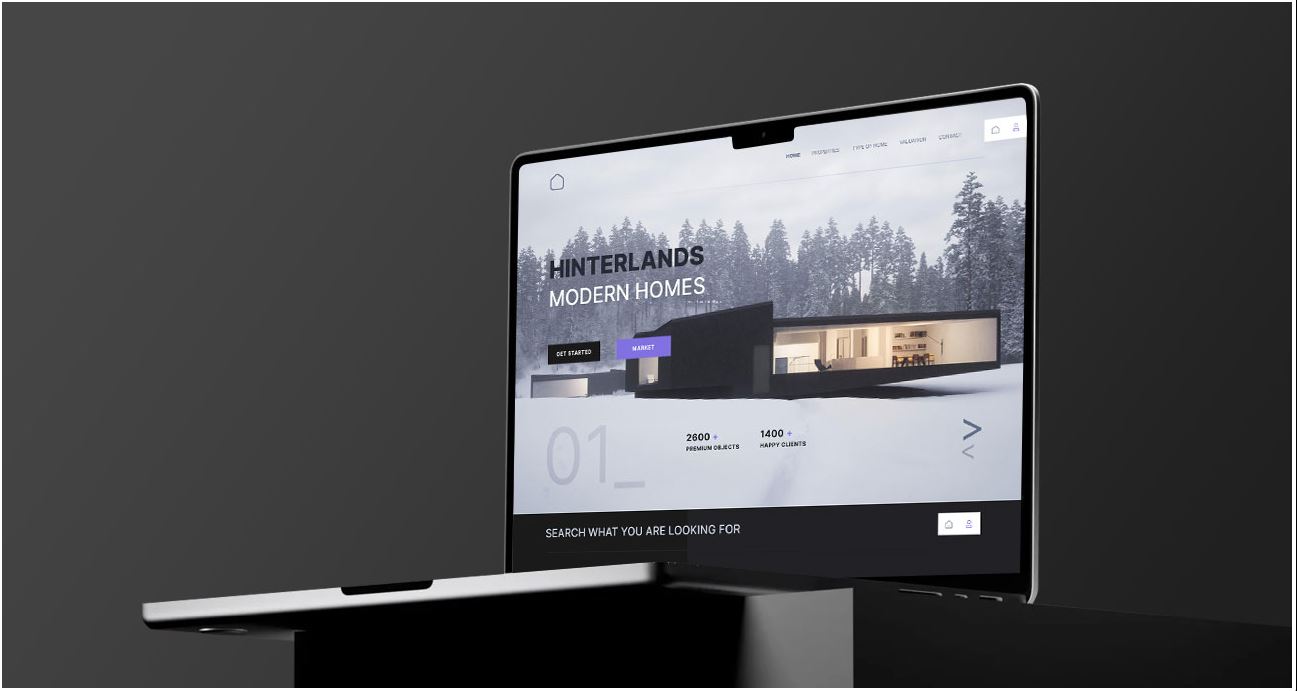 HOME PROPERTIES TYPE OF HOME VALUATION CONTACT
HINTERLANDS
MODERN HOMES
GET STARTED MARKET
01_
2600 + 1400 +
PREMIUM OBJECTS HAPPY CLIENTS
>
<
SEARCH WHAT YOU ARE LOOKING FOR